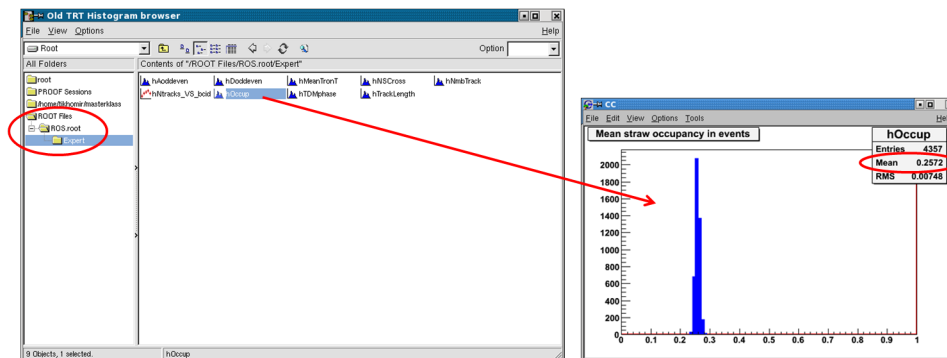 Old TRT Histogram browser
File View Options Help
Root Option
All Folders Contents of "/ROOT Files/ROS.root/Expert"
root
PROOF Sessions
/home/tikhomir/masterklass
ROOT Files
ROS.root
Expert
hAoddeven hDoddeven hMeanTronT hNSCross hNmbTrack
hNtracks_VS_bcid hOccup hTDMphase hTrackLength
9 Objects, 1 selected. hOccup
CC
File Edit View Options Tools Hel
Mean straw occupancy in events
hOccup
Entries 4357
Mean 0.2572
RMS 0.00748
2000
1800
1600
1400
1200
1000
800
600
400
200
0
0 0.1 0.2 0.3 0.4 0.5 0.6 0.7 0.8 0.9 1